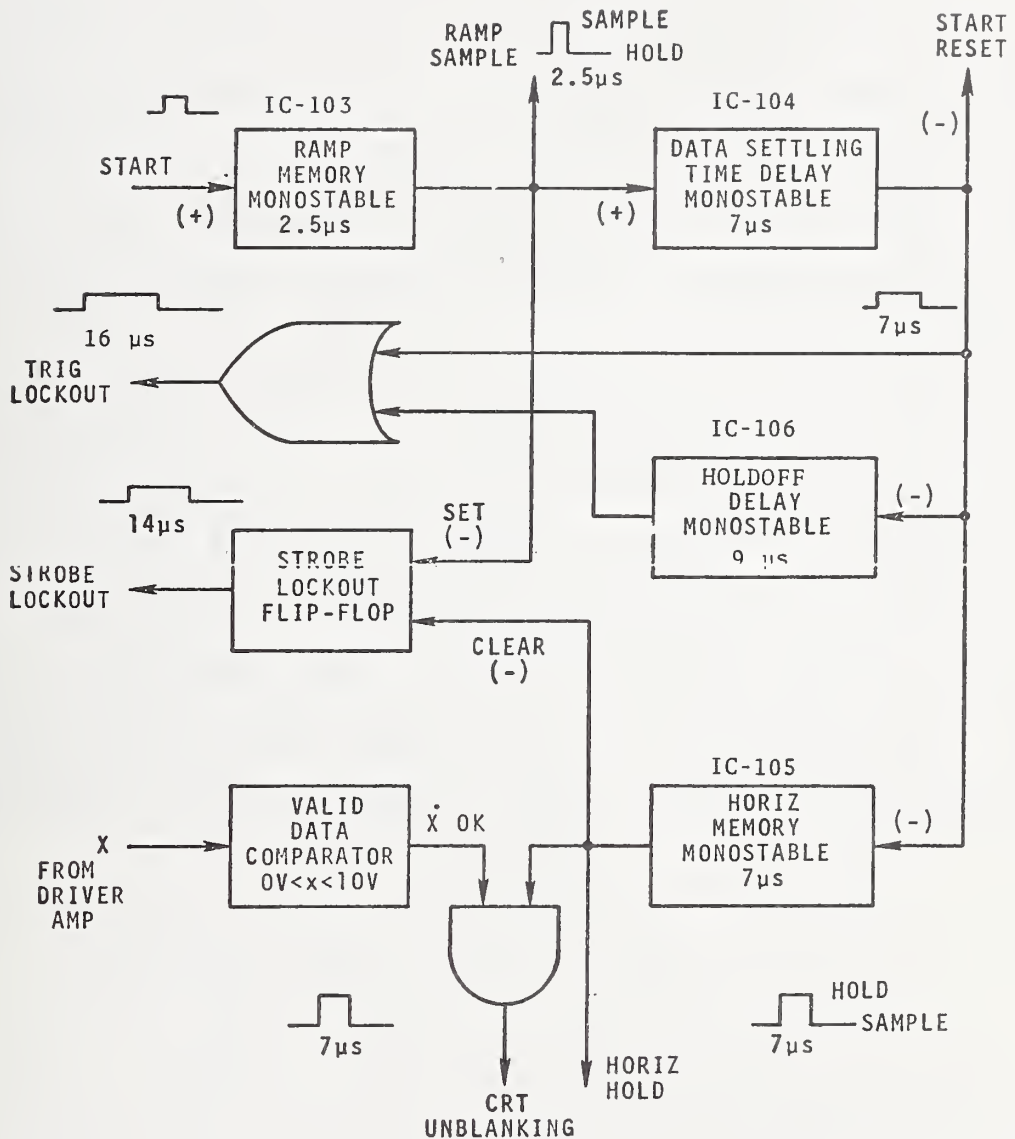 RAMP
SAMPLE
SAMPLE
HOLD
2.5µs
START
RESET
(-)
IC-103
RAMP
MEMORY
MONOSTABLE
2.5µs
START
(+)
IC-104
DATA SETTLING
TIME DELAY
MONOSTABLE
7µs
(+)
16 µs
TRIG
LOCKOUT
7µs
IC-106
HOLDOFF
DELAY
MONOSTABLE
9 µs
(-)
14µs
STROBE
LOCKOUT
SET
(-)
STROBE
LOCKOUT
FLIP-FLOP
CLEAR
(-)
X
FROM
DRIVER
AMP
VALID
DATA
COMPARATOR
0V<x<10V
X OK
IC-105
HORIZ
MEMORY
MONOSTABLE
7µs
(-)
7µs
HOLD
SAMPLE
7µs
HORIZ
HOLD
CRT
UNBLANKING